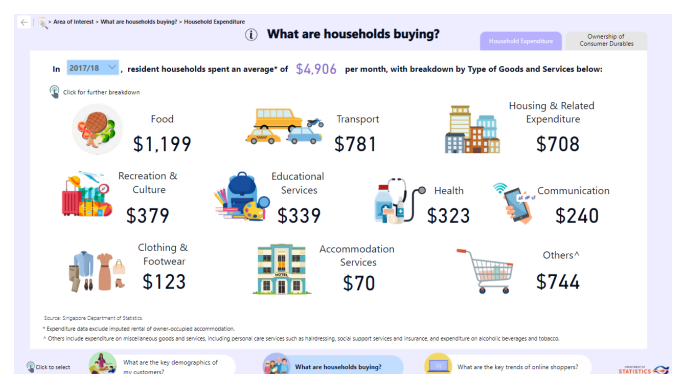 > Area of Interest > What are households buying? > Household Expenditure
What are households buying?
Household Expenditure
Ownership of
Consumer Durables
In 2017/18 , resident households spent an average* of $4,906 per month, with breakdown by Type of Goods and Services below:
Click for further breakdown
Food
$1,199
Transport
$781
Housing & Related
Expenditure
$708
Recreation &
Culture
$379
Educational
Services
$339
Health
$323
Communication
$240
Clothing &
Footwear
$123
HOTEL
Accommodation
Services
$70
Others^
$744
Source: Singapore Department of Statistics.
* Expenditure data exclude imputed rental of owner-occupied accommodation.
^ Others include expenditure on miscellaneous goods and services, including personal care services such as hairdressing, social support services and insurance, and expenditure on alcoholic beverages and tobacco.
Click to select
What are the key demographics of
my customers?
What are households buying?
What are the key trends of online shoppers?
DEPARTMENT OF
STATISTICS